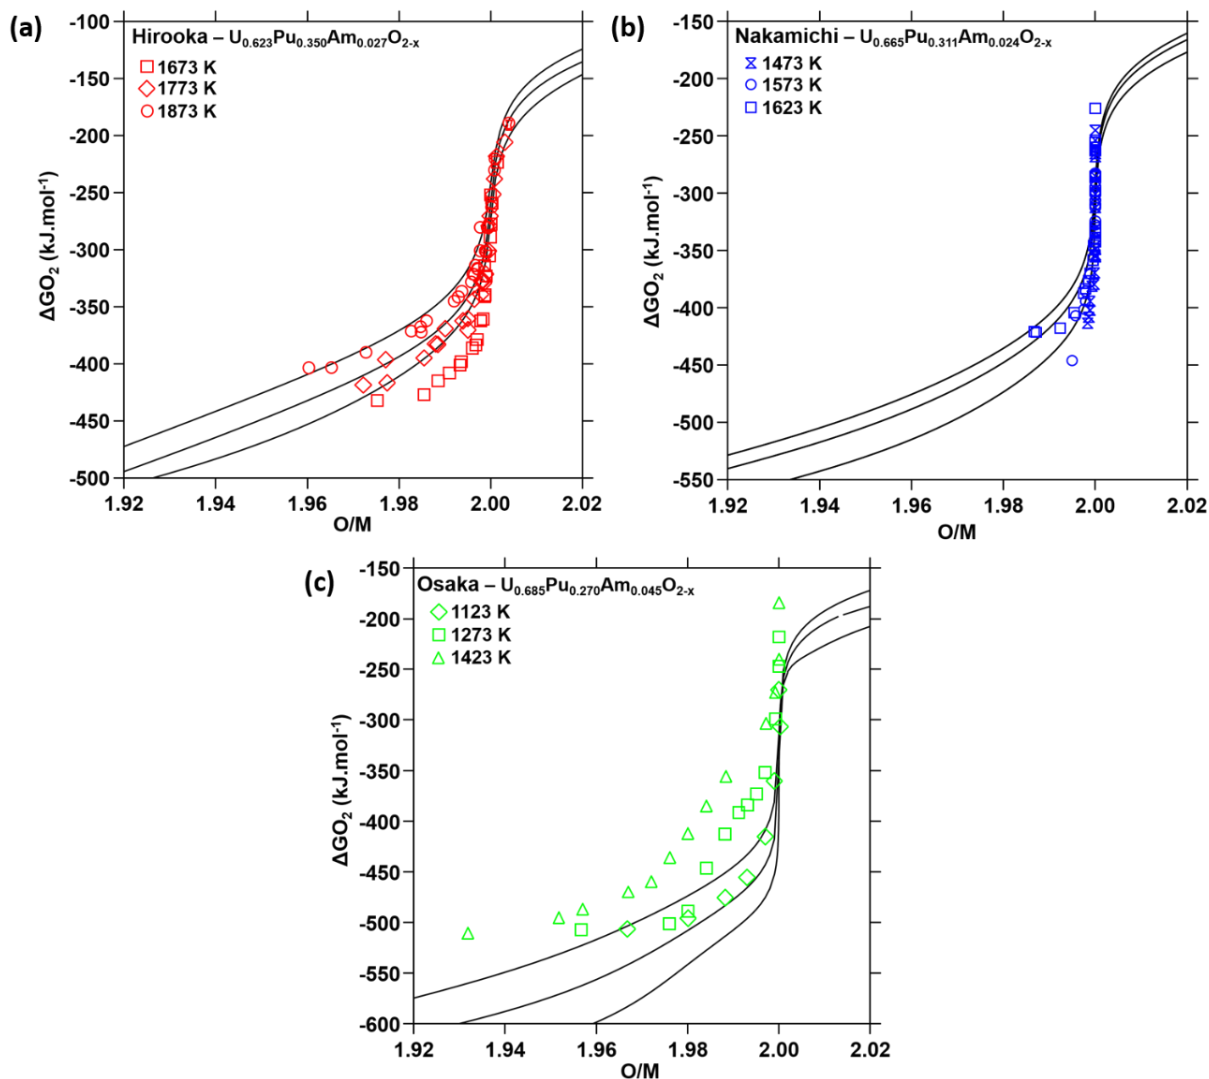 (a)
Hirooka – U0.623Pu0.350Am0.027O2-x
1673 K
1773 K
1873 K
-100
-150
-200
-250
-300
-350
-400
-450
-500
ΔGO2 (kJ.mol-1)
1.92 1.94 1.96 1.98 2.00 2.02
O/M
(b)
Nakamichi – U0.665Pu0.311Am0.024O2-x
1473 K
1573 K
1623 K
-150
-200
-250
-300
-350
-400
-450
-500
-550
ΔGO2 (kJ.mol-1)
1.92 1.94 1.96 1.98 2.00 2.02
O/M
(c)
Osaka – U0.685Pu0.270Am0.045O2-x
1123 K
1273 K
1423 K
-150
-200
-250
-300
-350
-400
-450
-500
-550
-600
ΔGO2 (kJ.mol-1)
1.92 1.94 1.96 1.98 2.00 2.02
O/M